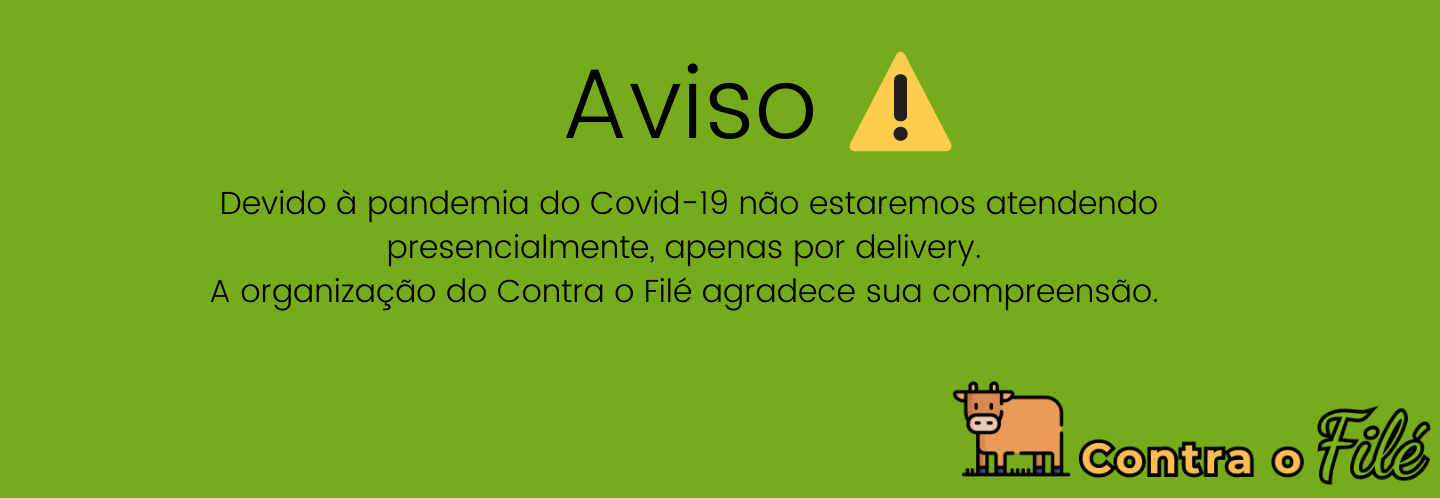 Aviso
Devido à pandemia do Covid-19 não estaremos atendendo
presencialmente, apenas por delivery.
A organização do Contra o Filé agradece sua compreensão.
Contra o Filé